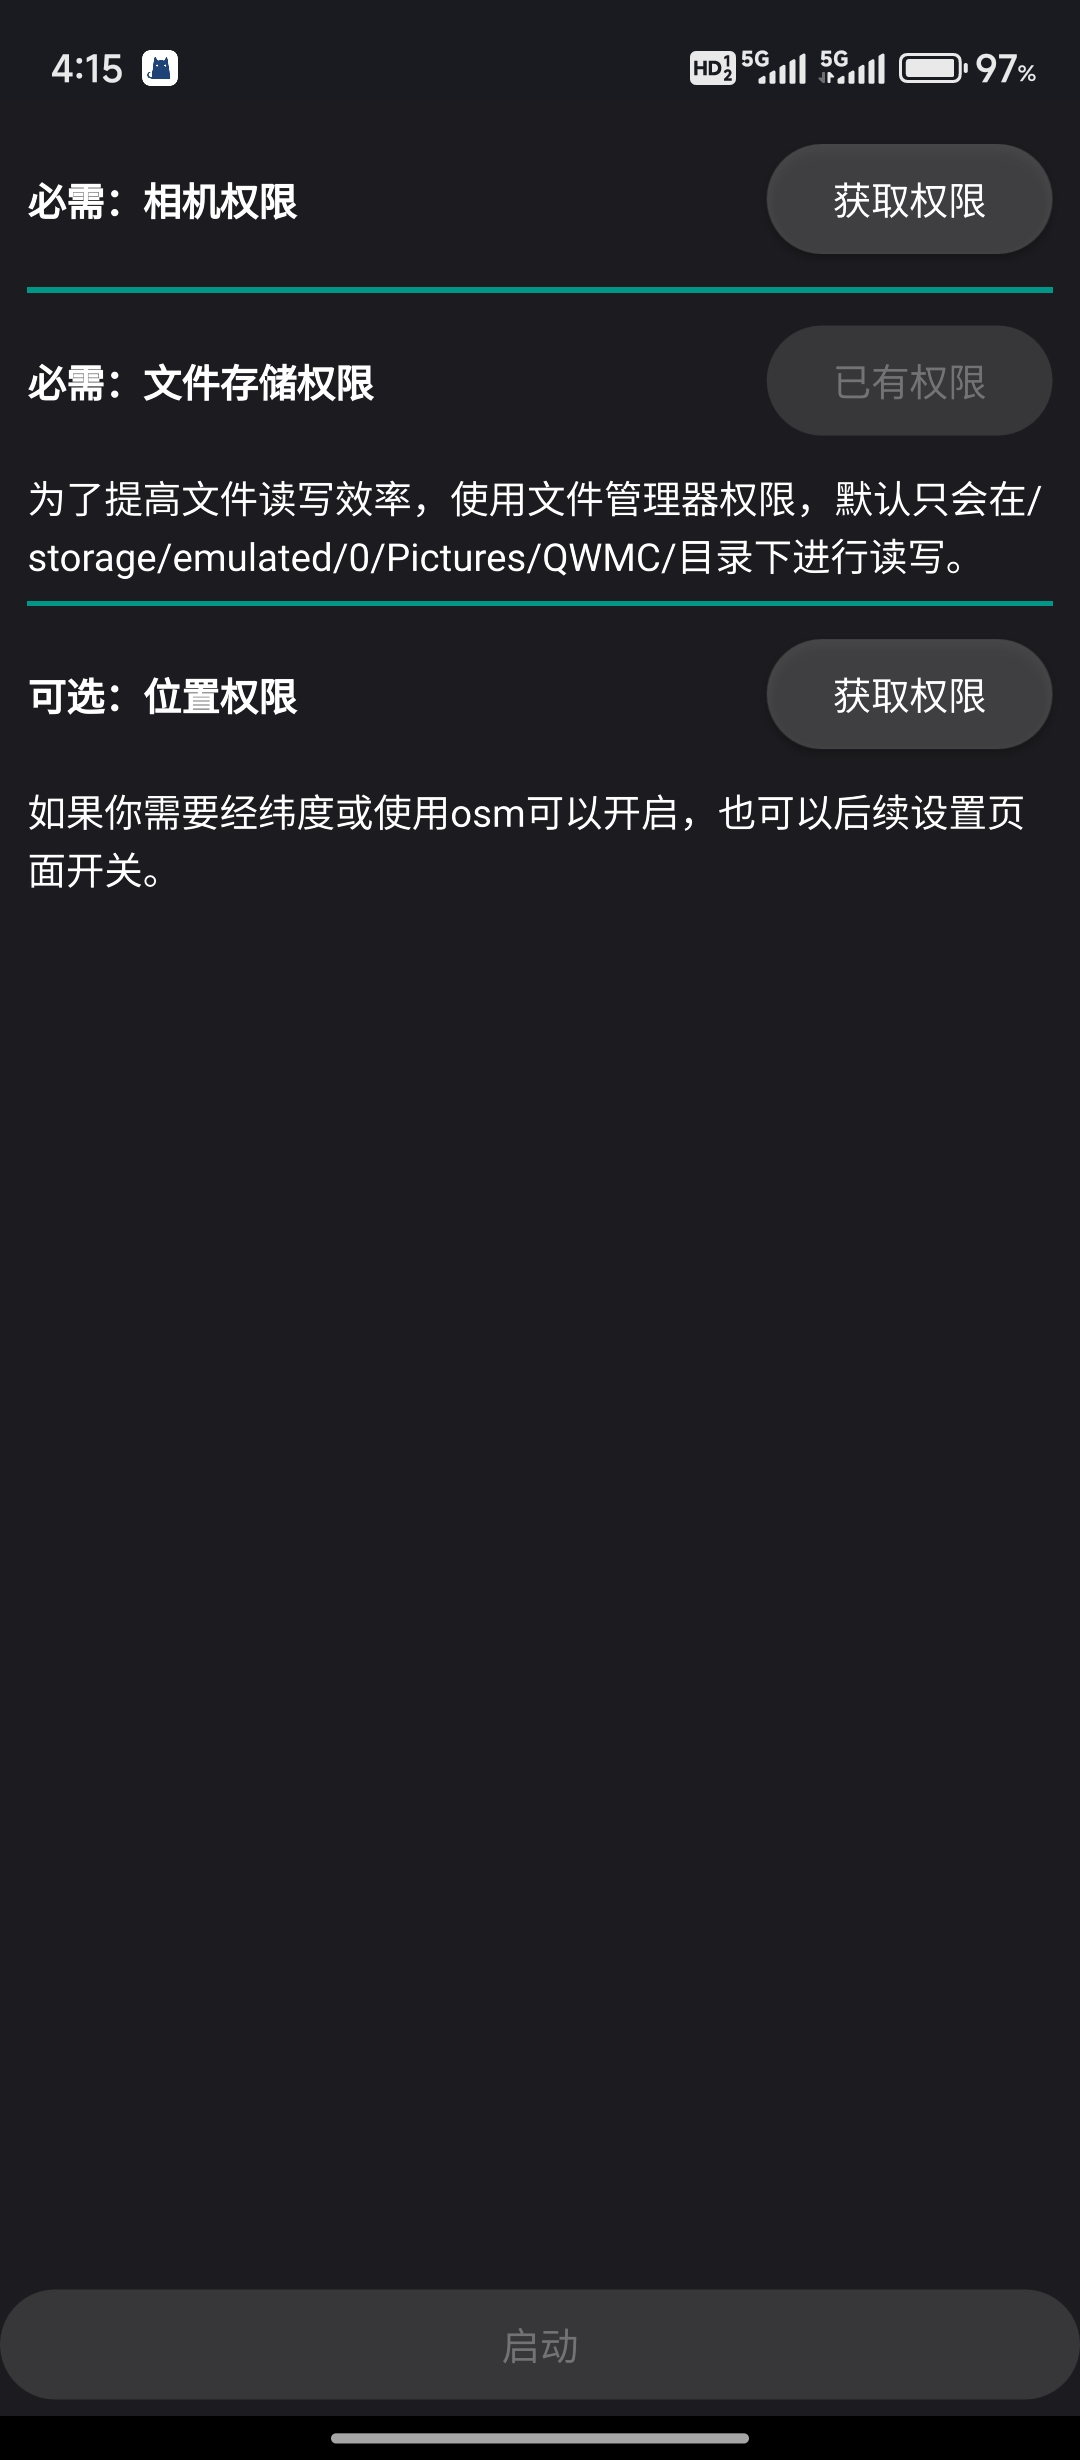 4:15 HD 1 2 5G 5G 97%
必需：相机权限 获取权限
必需：文件存储权限 已有权限
为了提高文件读写效率，使用文件管理器权限，默认只会在/
storage/emulated/0/Pictures/QWMC/目录下进行读写。
可选：位置权限 获取权限
如果你需要经纬度或使用osm可以开启，也可以后续设置页
面开关。
启动